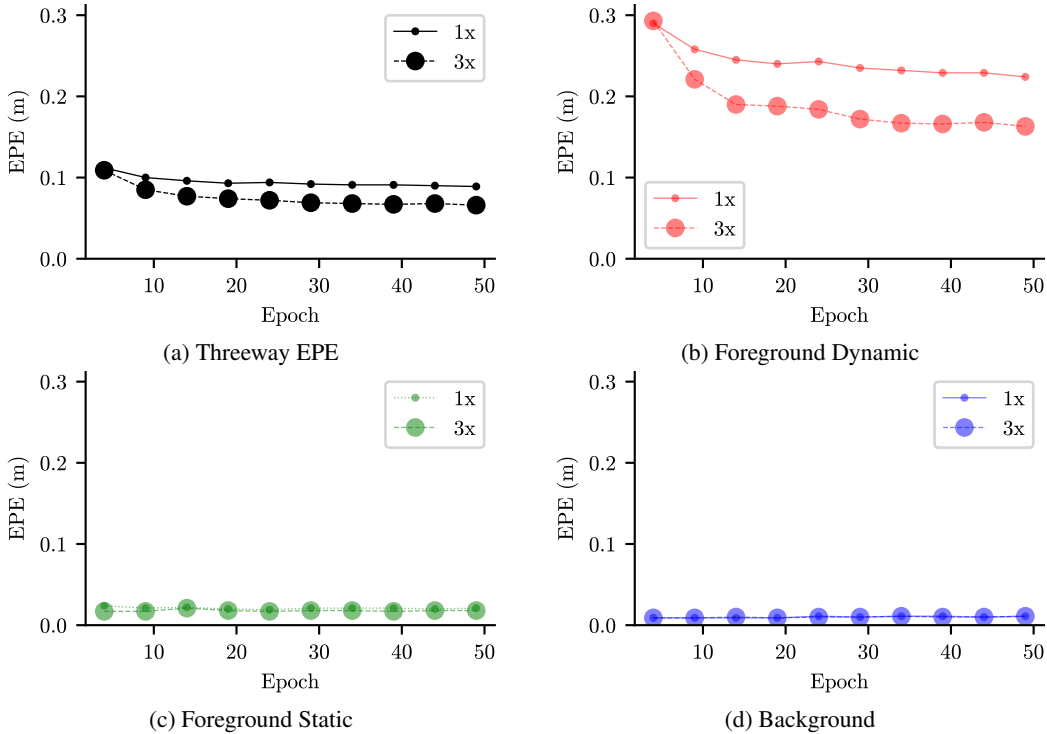 0.3
0.2
0.1
0.0
EPE (m)
1x
3x
10 20 30 40 50
Epoch
(a) Threeway EPE
0.3
0.2
0.1
0.0
EPE (m)
1x
3x
10 20 30 40 50
Epoch
(b) Foreground Dynamic
0.3
0.2
0.1
0.0
EPE (m)
1x
3x
10 20 30 40 50
Epoch
(c) Foreground Static
0.3
0.2
0.1
0.0
EPE (m)
1x
3x
10 20 30 40 50
Epoch
(d) Background